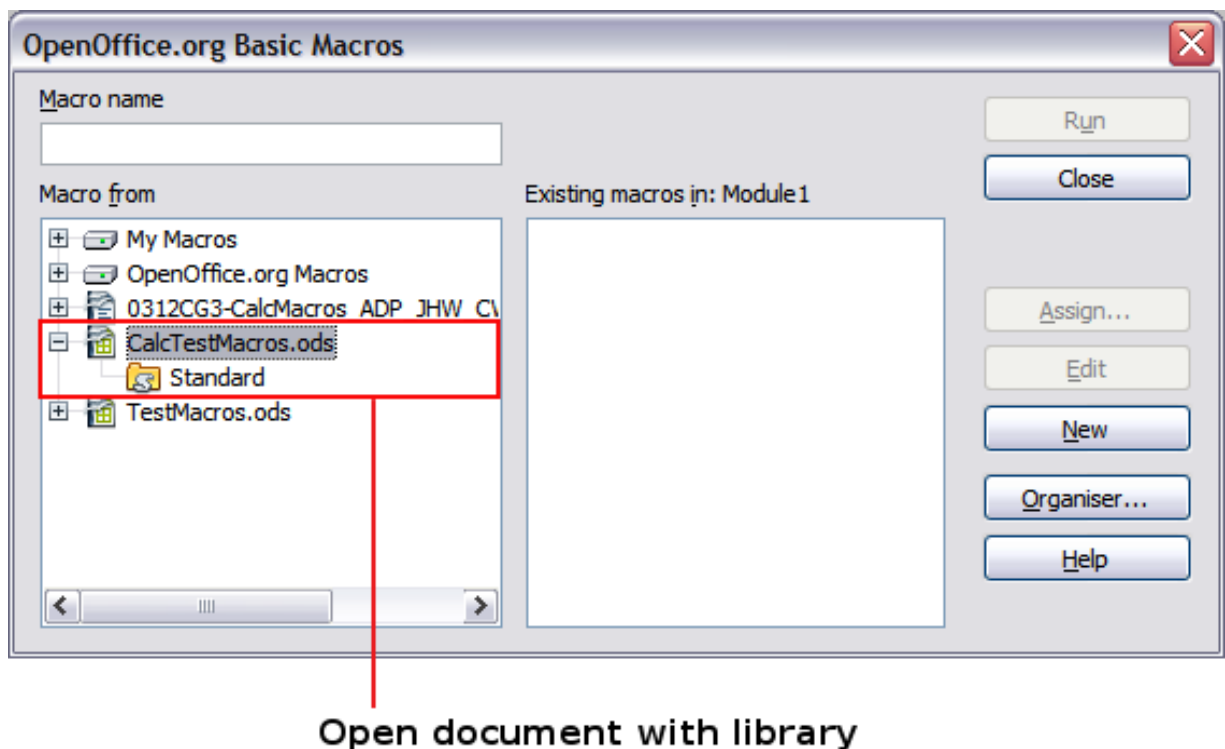 OpenOffice.org Basic Macros
Macro name
Run
Close
Macro from
Existing macros in: Module1
My Macros
OpenOffice.org Macros
0312CG3-CalcMacros_ADP_JHW
CalcTestMacros.ods
Standard
TestMacros.ods
Assign...
Edit
New
Organiser...
Help
Open document with library